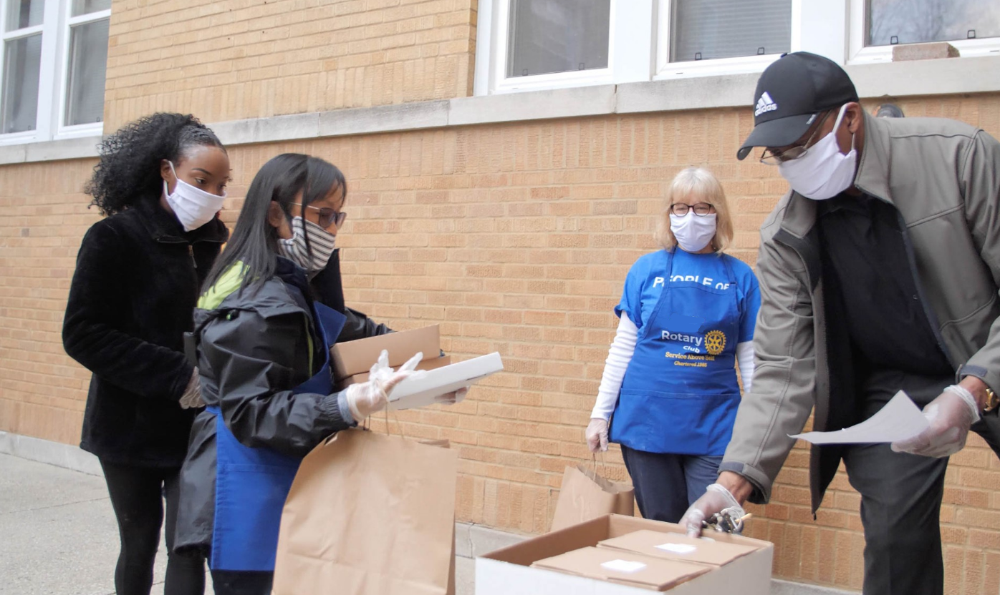 adidas
PEOPLE OF
Rotary
Club
Service Above Self
Chartered